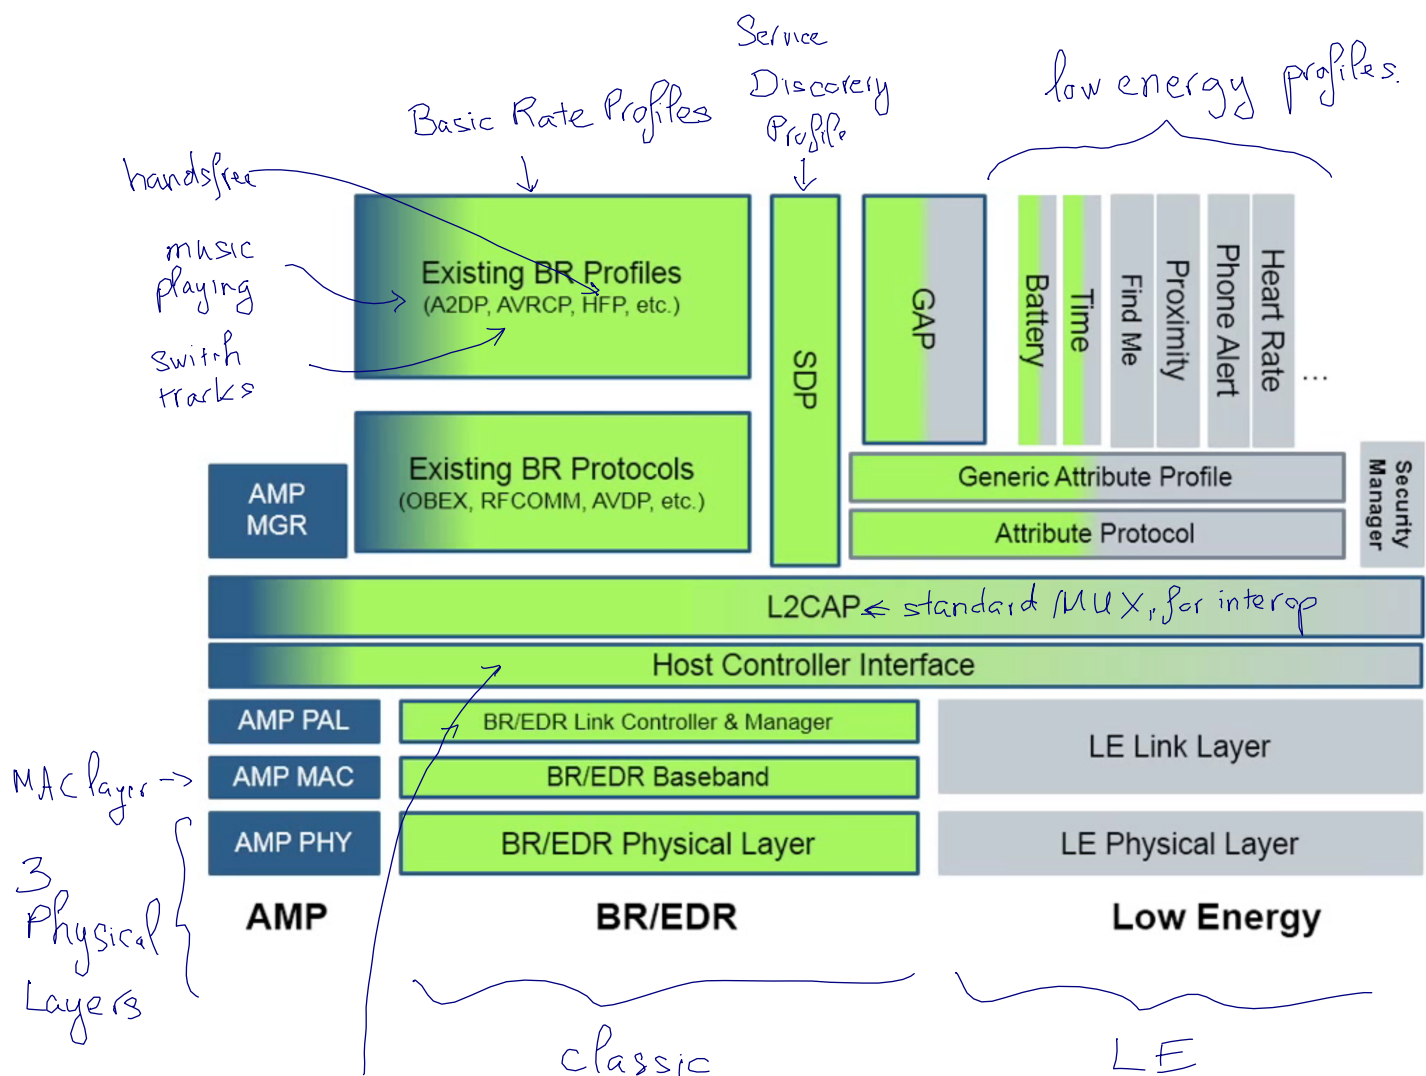 Service
Discovery
Profile
low energy profiles.
Basic Rate Profiles
handsfree
music
playing
switch
tracks
Existing BR Profiles
(A2DP, AVRCP, HFP, etc.)
SDP
GAP
Battery
Time
Find Me
Proximity
Phone Alert
Heart Rate
...
AMP
MGR
Existing BR Protocols
(OBEX, RFCOMM, AVDP, etc.)
Generic Attribute Profile
Attribute Protocol
Security
Manager
L2CAP ← standard MUX, for interop
Host Controller Interface
AMP PAL
BR/EDR Link Controller & Manager
LE Link Layer
MAC layer →
AMP MAC
BR/EDR Baseband
AMP PHY
BR/EDR Physical Layer
LE Physical Layer
3
Physical
Layers
AMP
BR/EDR
Low Energy
classic
LE